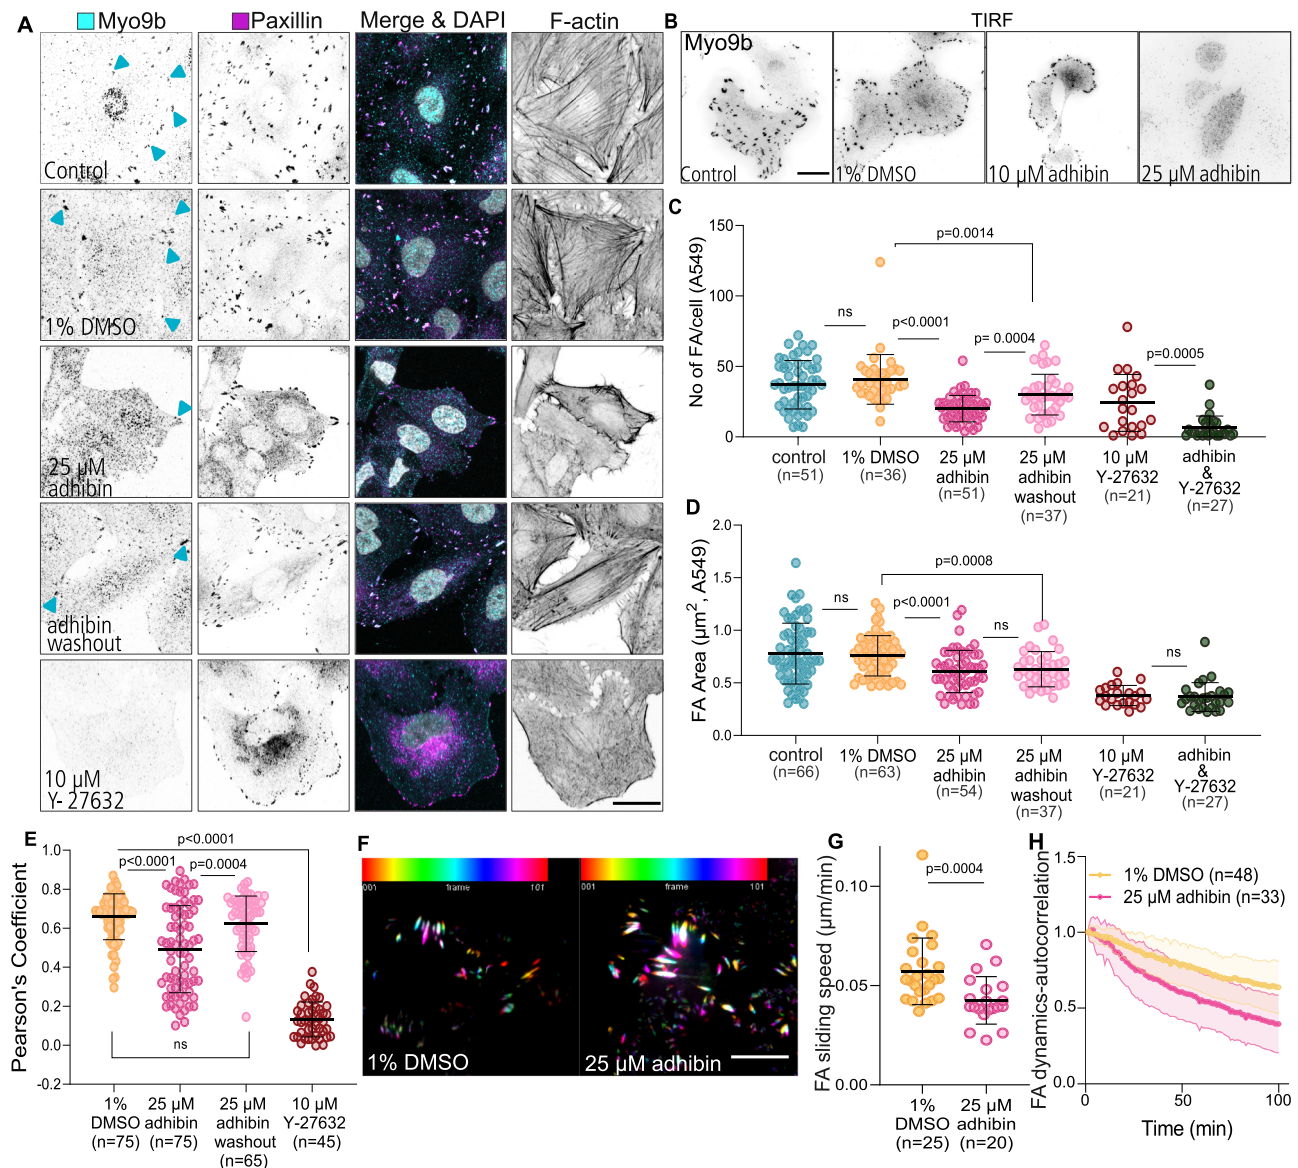 A
Myo9b
Paxillin
Merge & DAPI
F-actin
Control
1% DMSO
25 µM
adhibin
adhibin
washout
10 µM
Y- 27632
B
TIRF
Myo9b
Control
1% DMSO
10 µM adhibin
25 µM adhibin
C
No of FA/cell (A549)
150
100
50
0
ns
p<0.0001
p=0.0014
p= 0.0004
p=0.0005
control
(n=51)
1% DMSO
(n=36)
25 µM
adhibin
(n=51)
25 µM
adhibin
washout
(n=37)
10 µM
Y-27632
(n=21)
adhibin
&
Y-27632
(n=27)
D
FA Area (µm², A549)
2.0
1.5
1.0
0.5
0.0
ns
p<0.0001
p=0.0008
ns
ns
control
(n=66)
1% DMSO
(n=63)
25 µM
adhibin
(n=54)
25 µM
adhibin
washout
(n=37)
10 µM
Y-27632
(n=21)
adhibin
&
Y-27632
(n=27)
E
Pearson's Coefficient
1.0
0.8
0.6
0.4
0.2
0.0
-0.2
p<0.0001
p<0.0001
p=0.0004
ns
1%
DMSO
(n=75)
25 µM
adhibin
(n=75)
25 µM
adhibin
washout
(n=65)
10 µM
Y-27632
(n=45)
F
001 frame 101
1% DMSO
001 frame 101
25 µM adhibin
G
FA sliding speed (µm/min)
0.10
0.05
0.00
p=0.0004
1%
DMSO
(n=25)
25 µM
adhibin
(n=20)
H
FA dynamics-autocorrelation
1.5
1.0
0.5
0.0
1% DMSO (n=48)
25 µM adhibin (n=33)
0 50 100
Time (min)